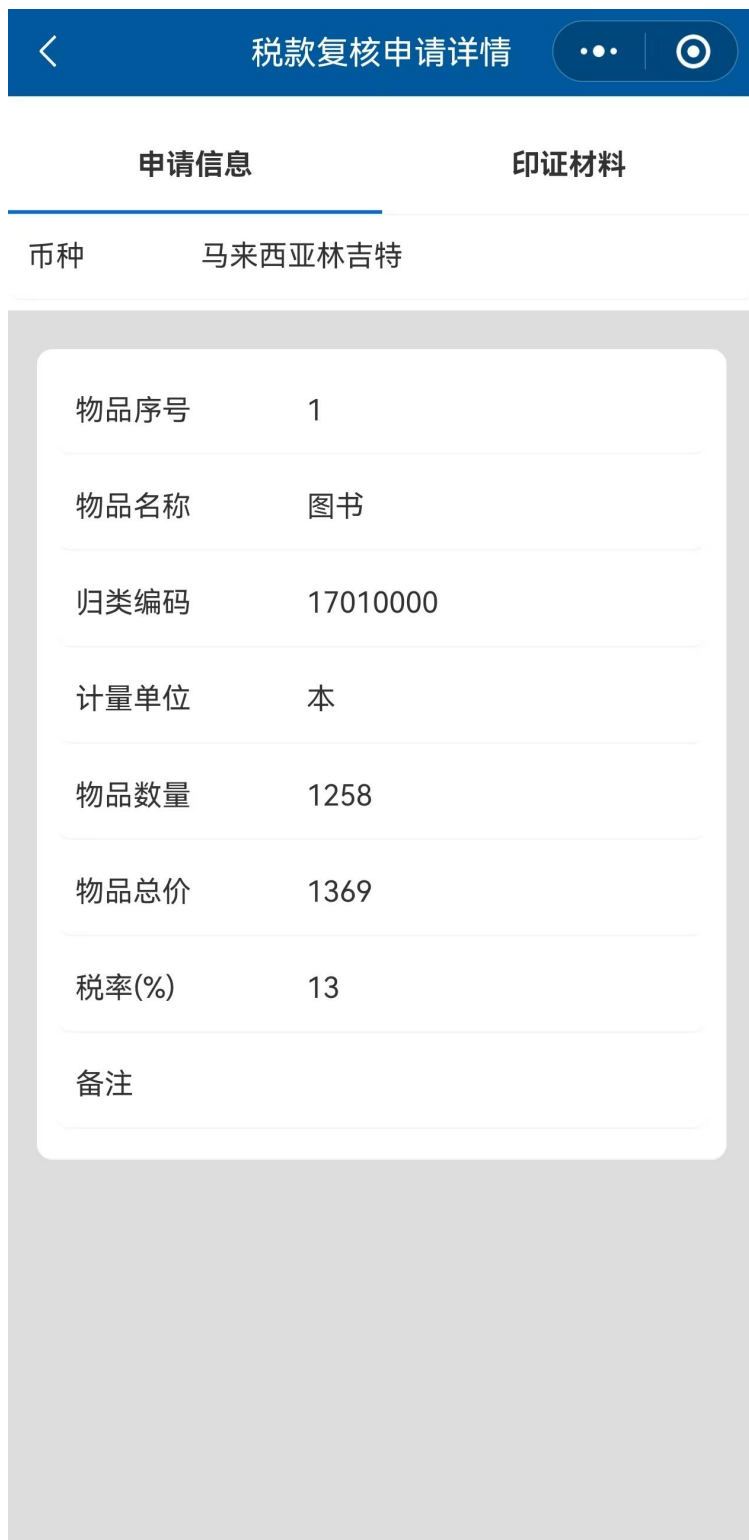 税款复核申请详情
申请信息 印证材料
币种 马来西亚林吉特
物品序号 1
物品名称 图书
归类编码 17010000
计量单位 本
物品数量 1258
物品总价 1369
税率(%) 13
备注